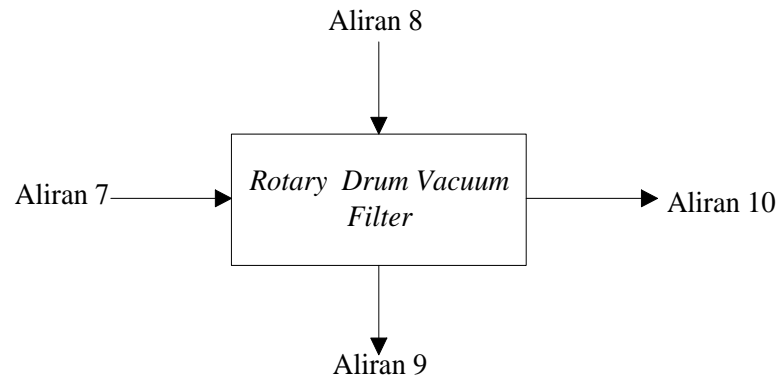 Aliran 8
Aliran 7
Rotary Drum Vacuum
Filter
Aliran 10
Aliran 9